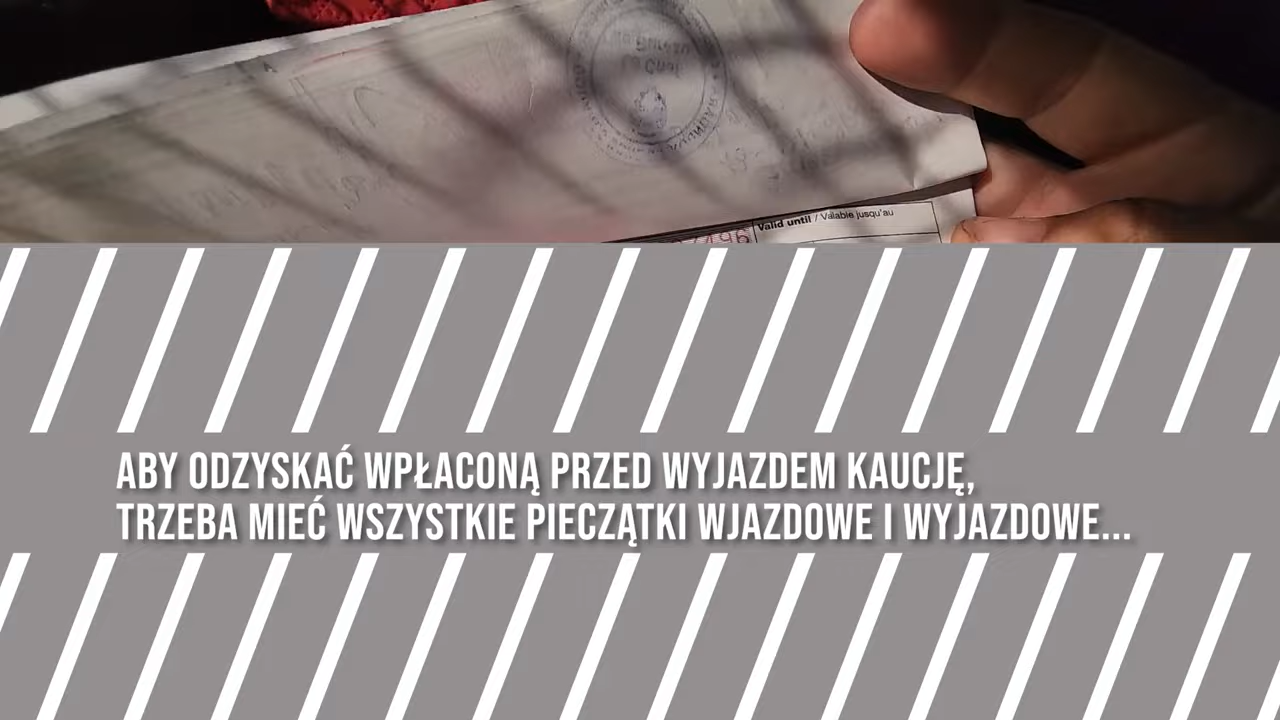 Valid until / Valable jusqu'au
ABY ODZYSKAĆ WPŁACONĄ PRZED WYJAZDEM KAUCJĘ,
TRZEBA MIEĆ WSZYSTKIE PIECZĄTKI WJAZDOWE I WYJAZDOWE...